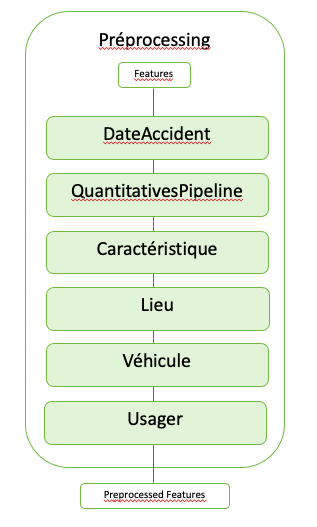 Préprocessing
Features
DateAccident
QuantitativesPipeline
Caractéristique
Lieu
Véhicule
Usager
Preprocessed Features